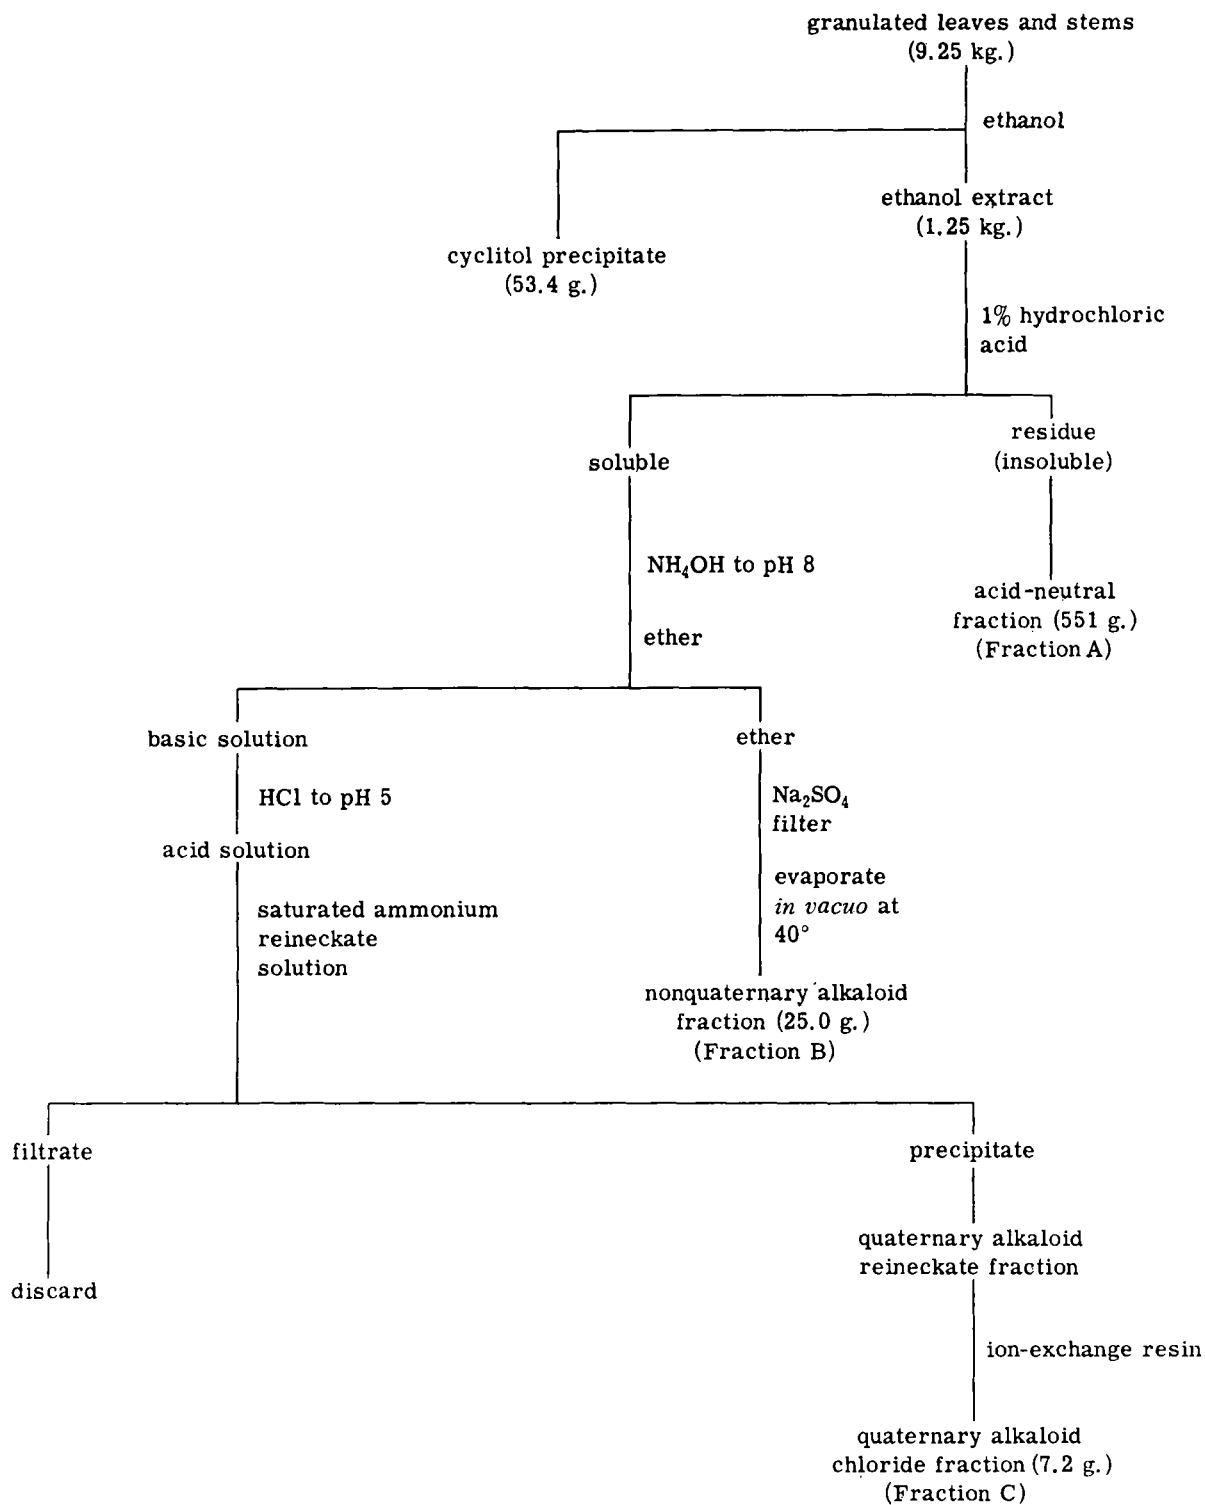 granulated leaves and stems
(9.25 kg.)
ethanol
ethanol extract
(1.25 kg.)
cyclitol precipitate
(53.4 g.)
1% hydrochloric
acid
residue
(insoluble)
soluble
NH₄OH to pH 8
acid-neutral
fraction (551 g.)
(Fraction A)
ether
basic solution
ether
HCl to pH 5
Na₂SO₄
filter
acid solution
evaporate
in vacuo at
40°
saturated ammonium
reineckate
solution
nonquaternary alkaloid
fraction (25.0 g.)
(Fraction B)
filtrate
precipitate
discard
quaternary alkaloid
reineckate fraction
ion-exchange resin
quaternary alkaloid
chloride fraction (7.2 g.)
(Fraction C)